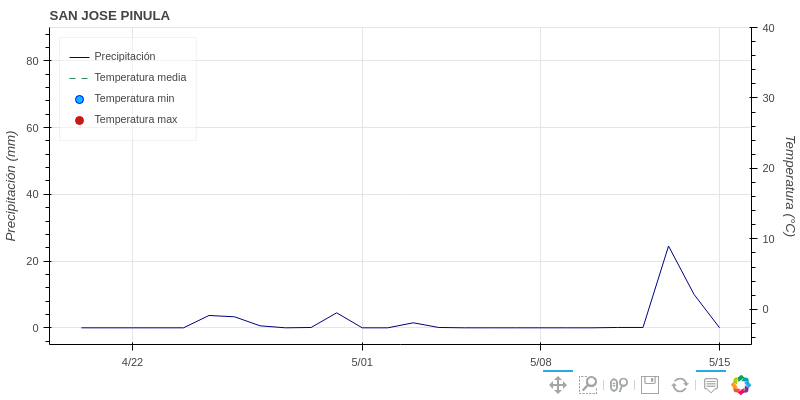 SAN JOSE PINULA
Precipitación
Temperatura media
Temperatura min
Temperatura max
Precipitación (mm)
80
60
40
20
0
Temperatura (°C)
40
30
20
10
0
4/22
5/01
5/08
5/15